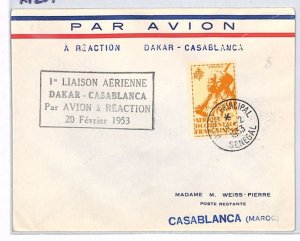 PAR AVION
A RÉACTION DAKAR - CASABLANCA
8
1re LIAISON AÉRIENNE
DAKAR - CASABLANCA
Par AVION à RÉACTION
20 Février 1953
AFRIQUE
OCCIDENTALE
FRANÇAISE
PRINCIPAL
SENEGAL
MADAME M. WEISS-PIERRE
POSTE RESTANTE
CASABLANCA (MAROC)